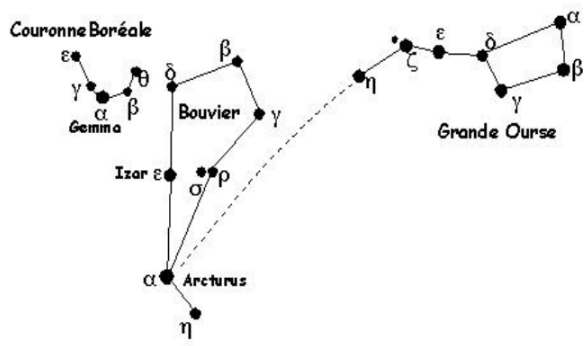 Couronne Boréale
ε
γ
α
β
θ
Gemma
δ
β
Bouvier
γ
Izar ε
σ
ρ
α
Arcturus
η
η
ζ
ε
δ
α
β
γ
Grande Ourse